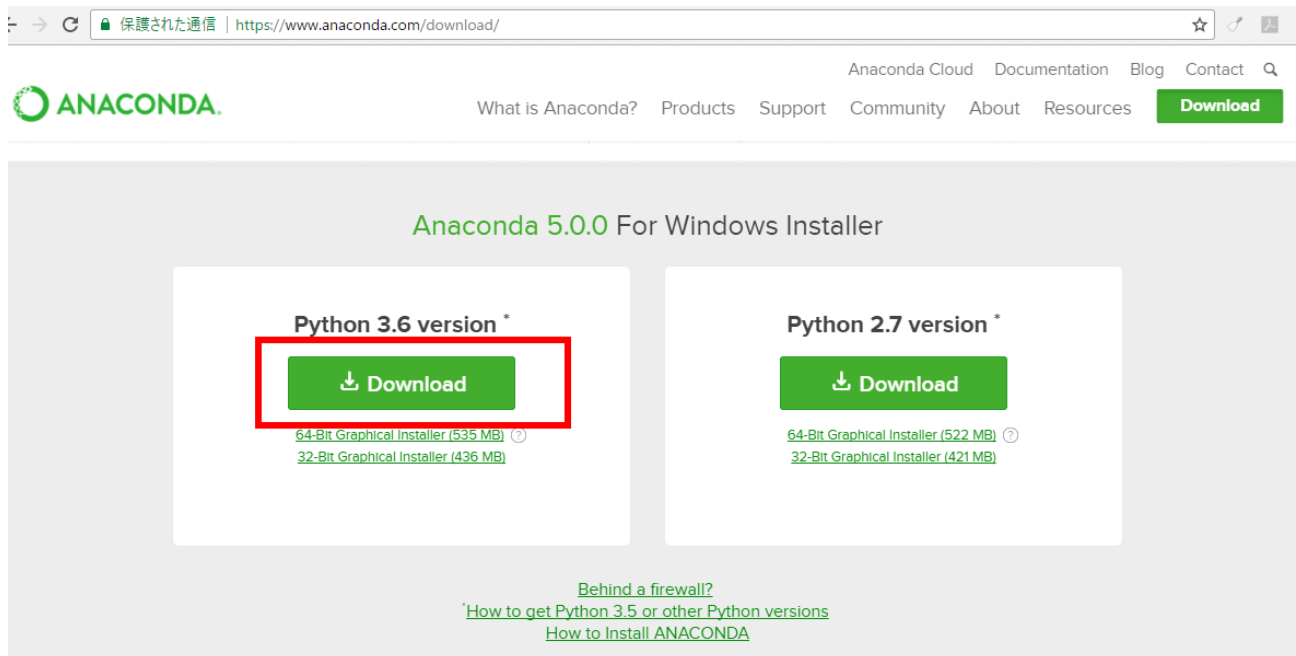 保護された通信 | https://www.anaconda.com/download/
Anaconda Cloud Documentation Blog Contact
ANACONDA.
What is Anaconda? Products Support Community About Resources Download
Anaconda 5.0.0 For Windows Installer
Python 3.6 version *
Download
64-Bit Graphical Installer (535 MB) ?
32-Bit Graphical Installer (436 MB)
Python 2.7 version *
Download
64-Bit Graphical Installer (522 MB) ?
32-Bit Graphical Installer (421 MB)
Behind a firewall?
*How to get Python 3.5 or other Python versions
How to Install ANACONDA